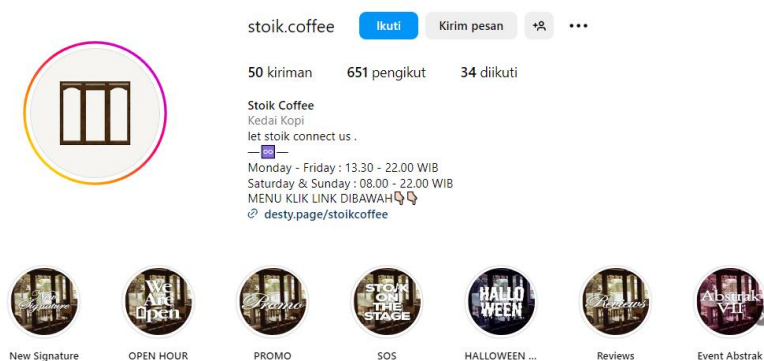 stoik.coffee Ikuti Kirim pesan
50 kiriman 651 pengikut 34 diikuti
Stoik Coffee
Kedai Kopi
let stoik connect us .
—♾—
Monday - Friday : 13.30 - 22.00 WIB
Saturday & Sunday : 08.00 - 22.00 WIB
MENU KLIK LINK DIBAWAH👇🏻👇🏻
desty.page/stoikcoffee
New
Signature
We
Are
Open
Promo
STO/K
ON
THE
STAGE
HALLO
WEEN
Reviews
Abstrak
VII
New Signature OPEN HOUR PROMO SOS HALLOWEEN ... Reviews Event Abstrak